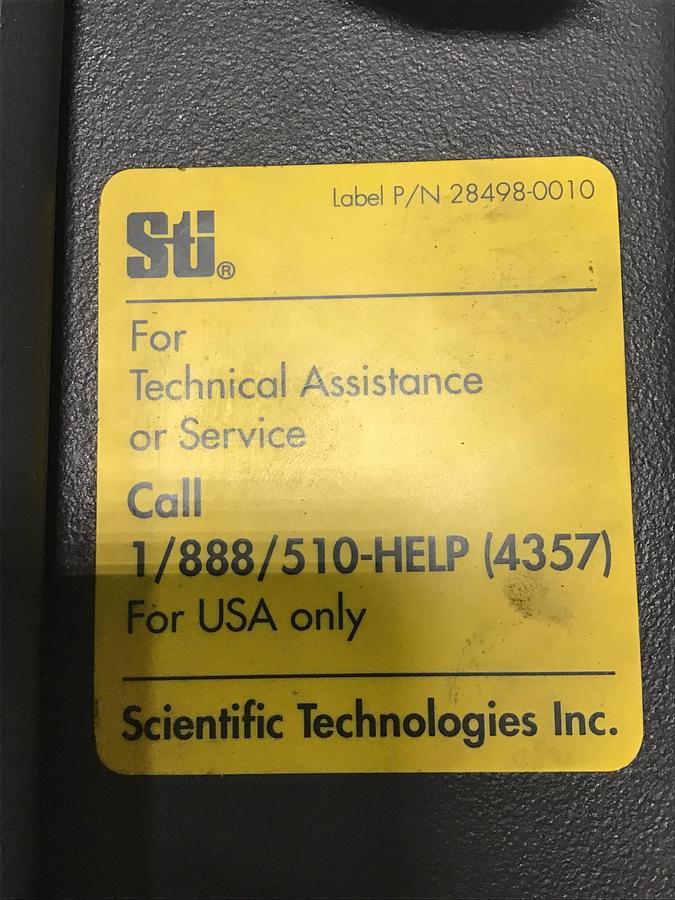 Label P/N 28498-0010
Sti®
For
Technical Assistance
or Service
Call
1/888/510-HELP (4357)
For USA only
Scientific Technologies Inc.